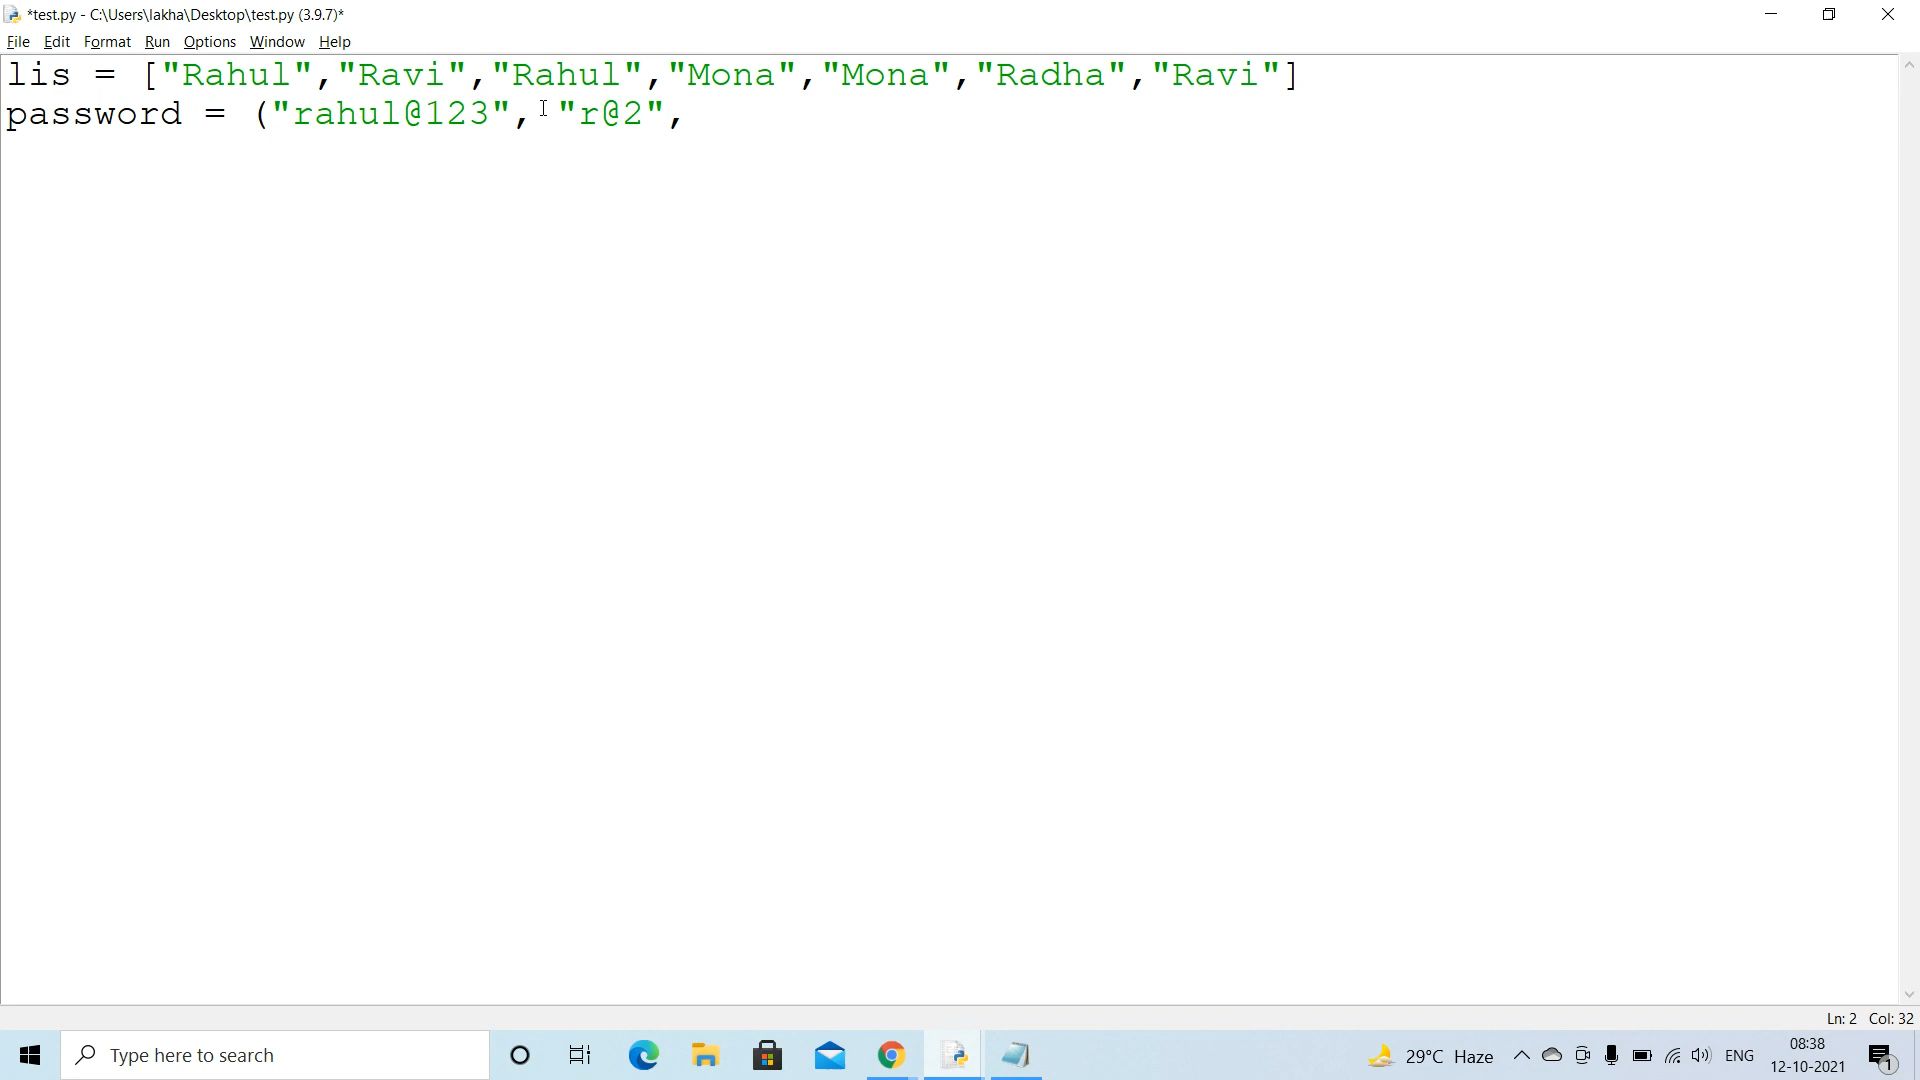 *test.py - C:\Users\lakha\Desktop\test.py (3.9.7)*
File Edit Format Run Options Window Help
lis = ["Rahul","Ravi","Rahul","Mona","Mona","Radha","Ravi"]
password = ("rahul@123", "r@2",
Ln: 2 Col: 32
Type here to search
29°C Haze
ENG
08:38
12-10-2021
1